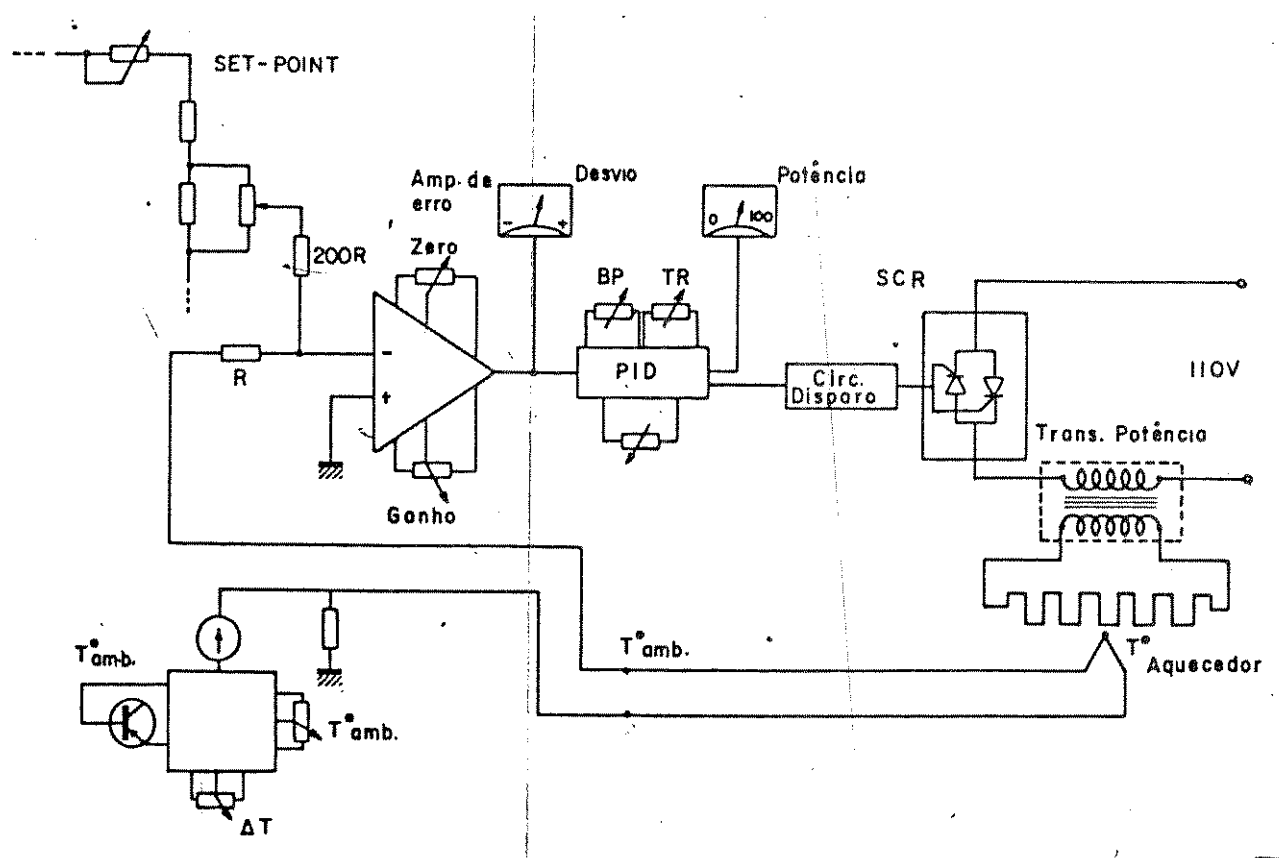 SET-POINT
Amp. de
erro
Desvio
- +
Potência
0 100
200R
Zero
BP TR
SCR
R
-
+
PID
Circ.
Disparo
110V
Trans. Potência
Ganho
T°amb.
T°amb.
T°
Aquecedor
T°amb.
ΔT